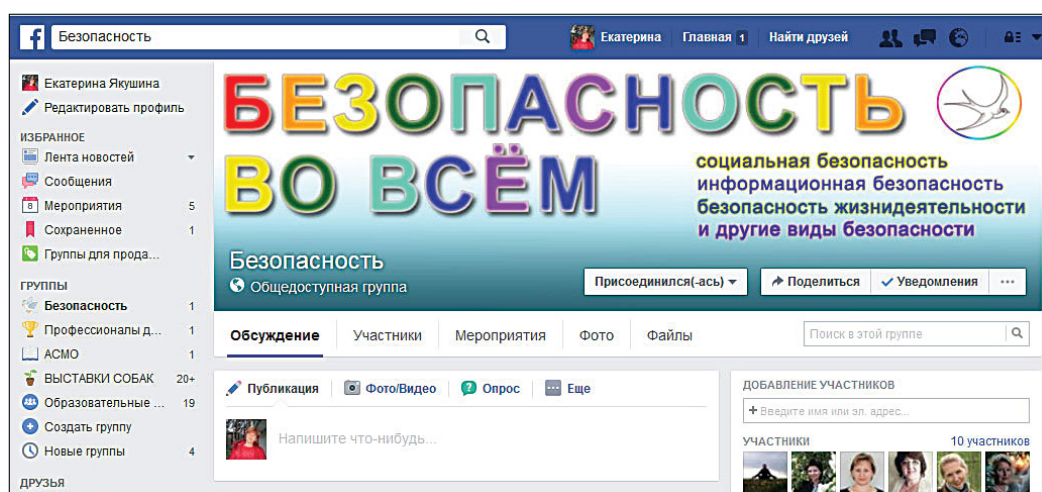 f
Безопасность
Екатерина Главная 1 Найти друзей
Екатерина Якушина
Редактировать профиль
ИЗБРАННОЕ
Лента новостей
Сообщения
8 Мероприятия 5
Сохраненное 1
Группы для прода...
ГРУППЫ
Безопасность 1
Профессионалы д... 1
АСМО 1
ВЫСТАВКИ СОБАК 20+
Образовательные ... 19
Создать группу
Новые группы 4
ДРУЗЬЯ
БЕЗОПАСНОСТЬ
ВО ВСЁМ
социальная безопасность
информационная безопасность
безопасность жизнидеятельности
и другие виды безопасности
Безопасность
Общедоступная группа
Присоединился(-ась) Поделиться Уведомления ...
Обсуждение Участники Мероприятия Фото Файлы Поиск в этой группе
Публикация Фото/Видео Опрос Еще
Напишите что-нибудь...
ДОБАВЛЕНИЕ УЧАСТНИКОВ
+ Введите имя или эл. адрес...
УЧАСТНИКИ 10 участников